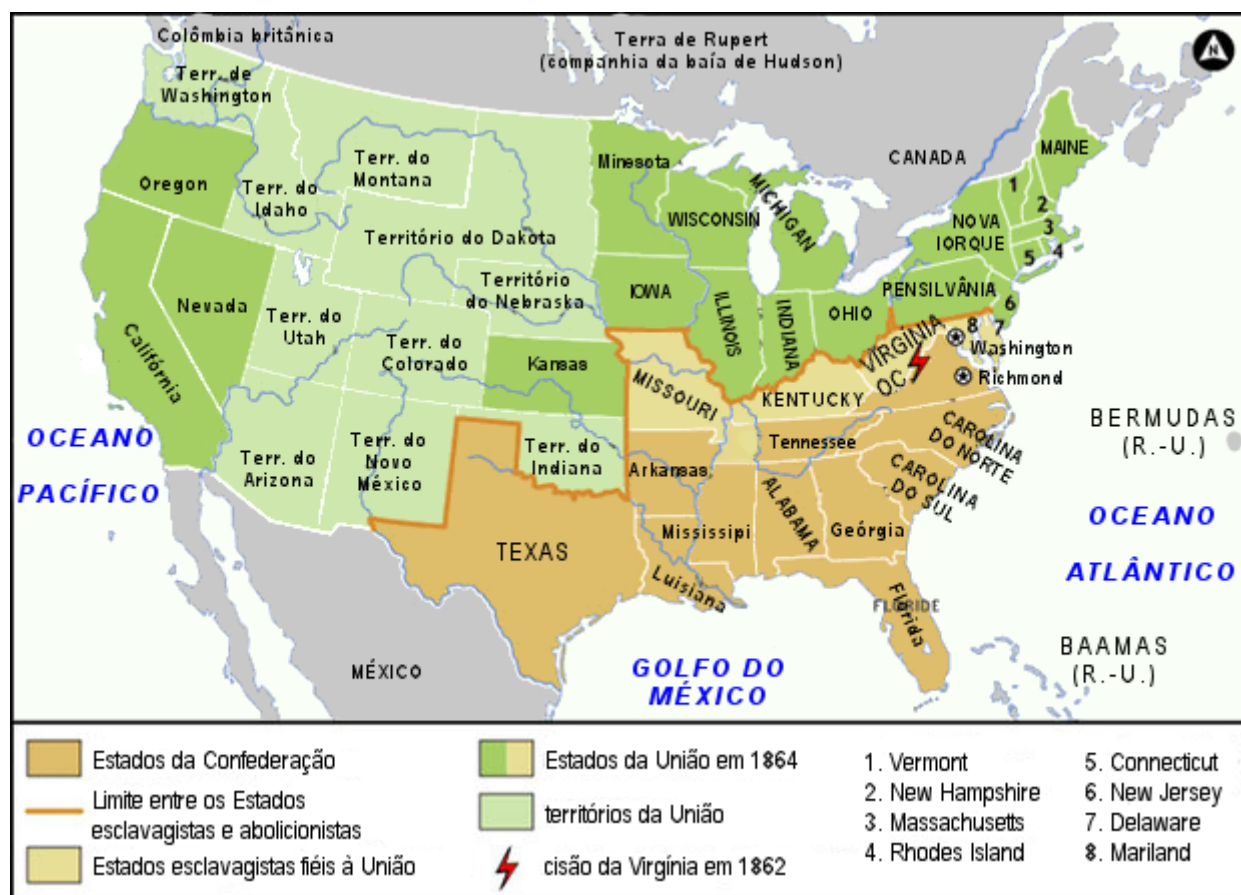 Colômbia britânica
Terra de Rupert
(companhia da baía de Hudson)
N
Terr. de
Washington
CANADA
MAINE
Oregon
Terr. do
Idaho
Terr. do
Montana
Minesota
WISCONSIN
MICHIGAN
1
2
3
4
5
NOVA
IORQUE
Território do Dakota
Território
do Nebraska
IOWA
ILLINOIS
INDIANA
OHIO
PENSILVÂNIA
6
Nevada
Califórnia
Terr. do
Utah
Terr. do
Colorado
Kansas
MISSOURI
KENTUCKY
VIRGÍNIA
OC.
8
7
Washington
Richmond
OCEANO
PACÍFICO
Terr. do
Arizona
Terr. do
Novo
México
Terr. do
Indiana
Arkansas
Tennessee
CAROLINA
DO NORTE
CAROLINA
DO SUL
BERMUDAS
(R.-U.)
TEXAS
Mississipi
ALABAMA
Geórgia
Luisiana
FLORIDE
Florida
OCEANO
ATLÂNTICO
MÉXICO
GOLFO DO
MÉXICO
BAAMAS
(R.-U.)
Estados da Confederação
Limite entre os Estados
esclavagistas e abolicionistas
Estados esclavagistas fiéis à União
Estados da União em 1864
territórios da União
cisão da Virgínia em 1862
1. Vermont
2. New Hampshire
3. Massachusetts
4. Rhodes Island
5. Connecticut
6. New Jersey
7. Delaware
8. Mariland